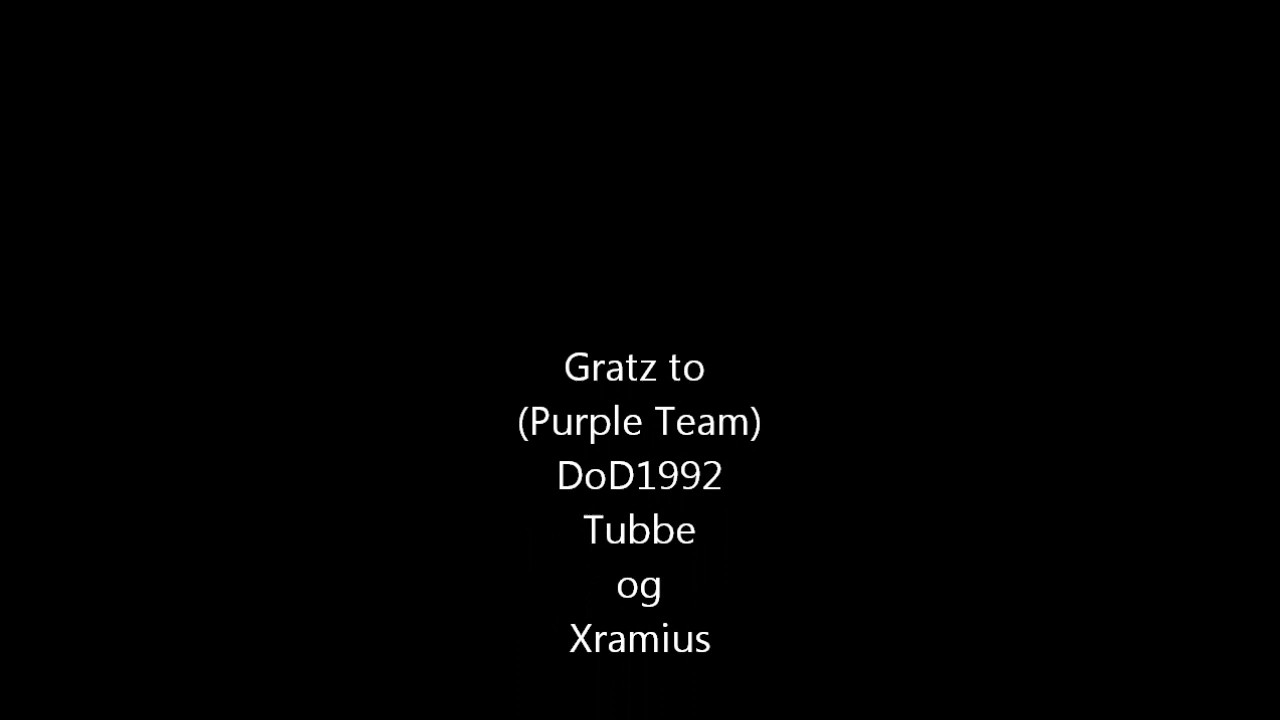 Gratz to
(Purple Team)
DoD1992
Tubbe
og
Xramius